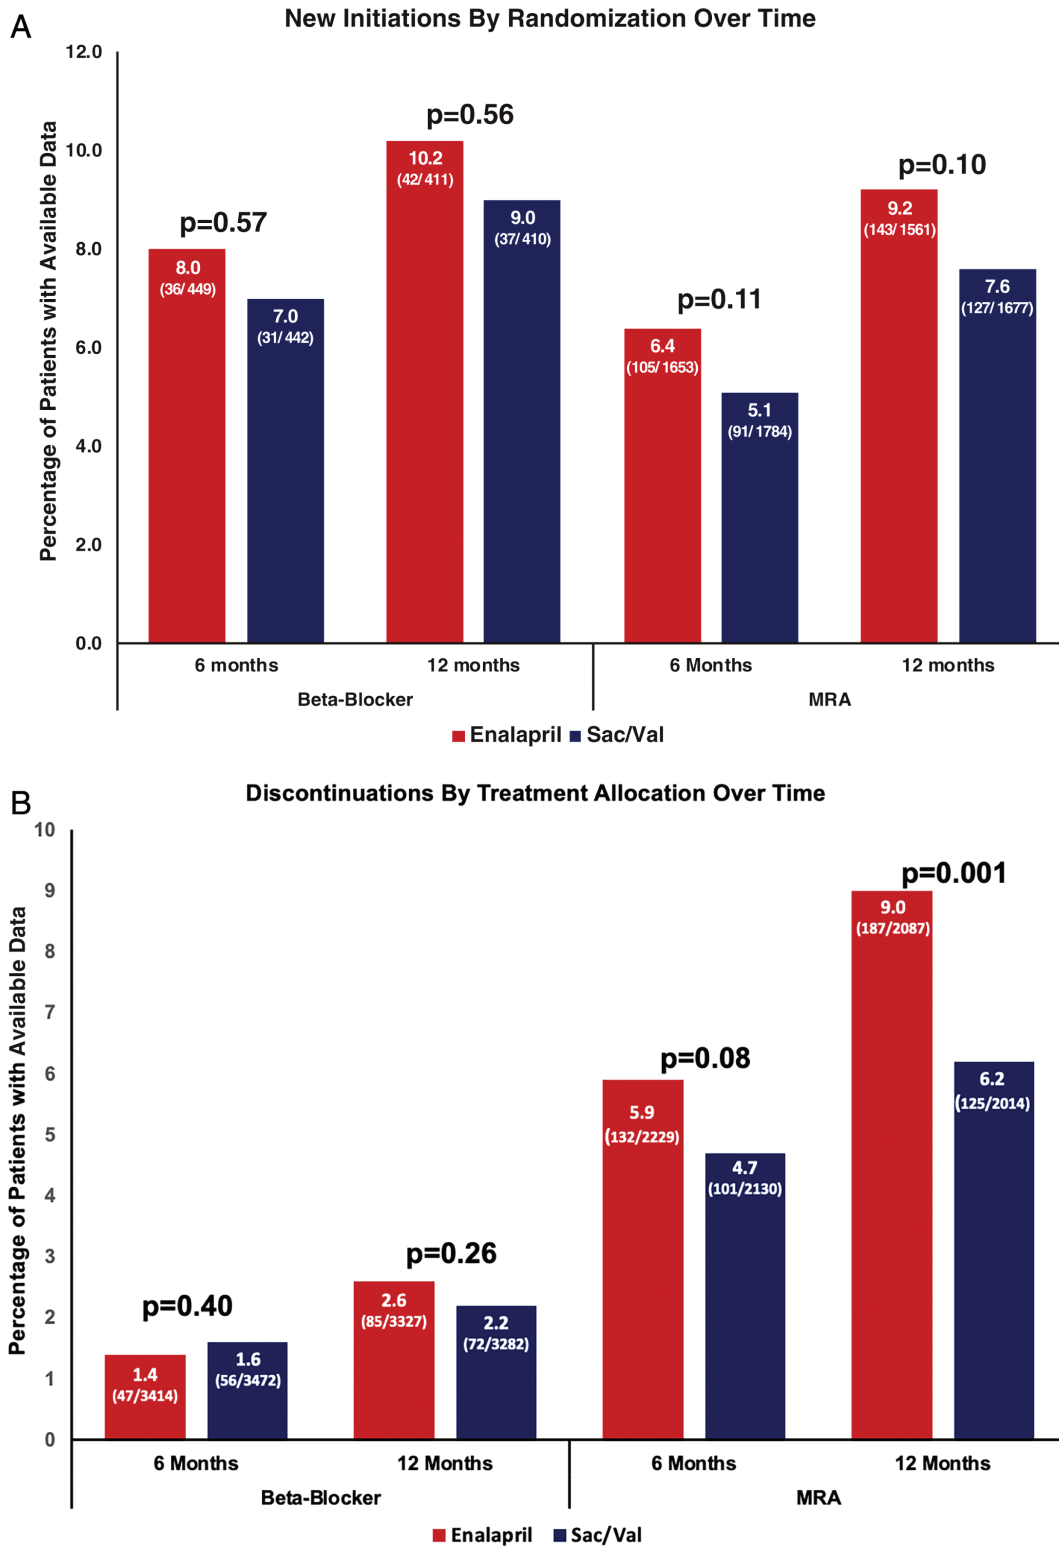 A
New Initiations By Randomization Over Time
Percentage of Patients with Available Data
12.0
10.0
8.0
6.0
4.0
2.0
0.0
p=0.57
8.0
(36/ 449)
7.0
(31/ 442)
p=0.56
10.2
(42/ 411)
9.0
(37/ 410)
p=0.11
6.4
(105/ 1653)
5.1
(91/ 1784)
p=0.10
9.2
(143/ 1561)
7.6
(127/ 1677)
6 months
12 months
6 Months
12 months
Beta-Blocker
MRA
Enalapril
Sac/Val
B
Discontinuations By Treatment Allocation Over Time
Percentage of Patients with Available Data
10
9
8
7
6
5
4
3
2
1
0
p=0.40
1.4
(47/3414)
1.6
(56/3472)
p=0.26
2.6
(85/3327)
2.2
(72/3282)
p=0.08
5.9
(132/2229)
4.7
(101/2130)
p=0.001
9.0
(187/2087)
6.2
(125/2014)
6 Months
12 Months
6 Months
12 Months
Beta-Blocker
MRA
Enalapril
Sac/Val